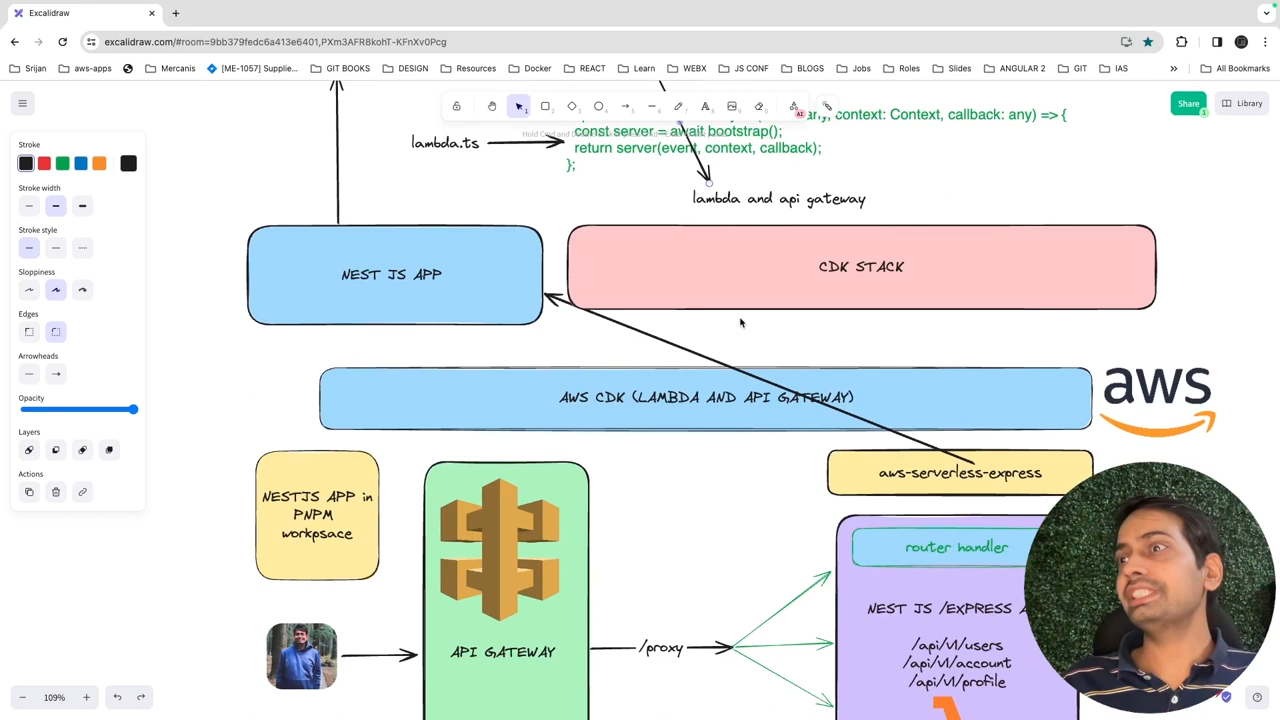 Excalidraw
excalidraw.com/#room=9bb379fedc6a413e6401,PXm3AFR8kohT-KFnXv0Pcg
Srijan
aws-apps
Mercanis
[ME-1057] Supplie...
GIT BOOKS
DESIGN
Resources
Docker
REACT
Learn
WEBX
JS CONF
BLOGS
Jobs
Roles
Slides
ANGULAR 2
GIT
IAS
»
All Bookmarks
Share
1
Library
AI
Stroke
Stroke width
Stroke style
Sloppiness
Edges
Arrowheads
Opacity
Layers
Actions
109%
any, context: Context, callback: any) => {
const server = await bootstrap();
return server(event, context, callback);
};
lambda.ts
lambda and api gateway
NEST JS APP
CDK STACK
AWS CDK (LAMBDA AND API GATEWAY)
aws
aws-serverless-express
NESTJS APP in
PNPM
workpsace
router handler
NEST JS /EXPRESS A
/api/v1/users
/api/v1/account
/api/v1/profile
API GATEWAY
/proxy